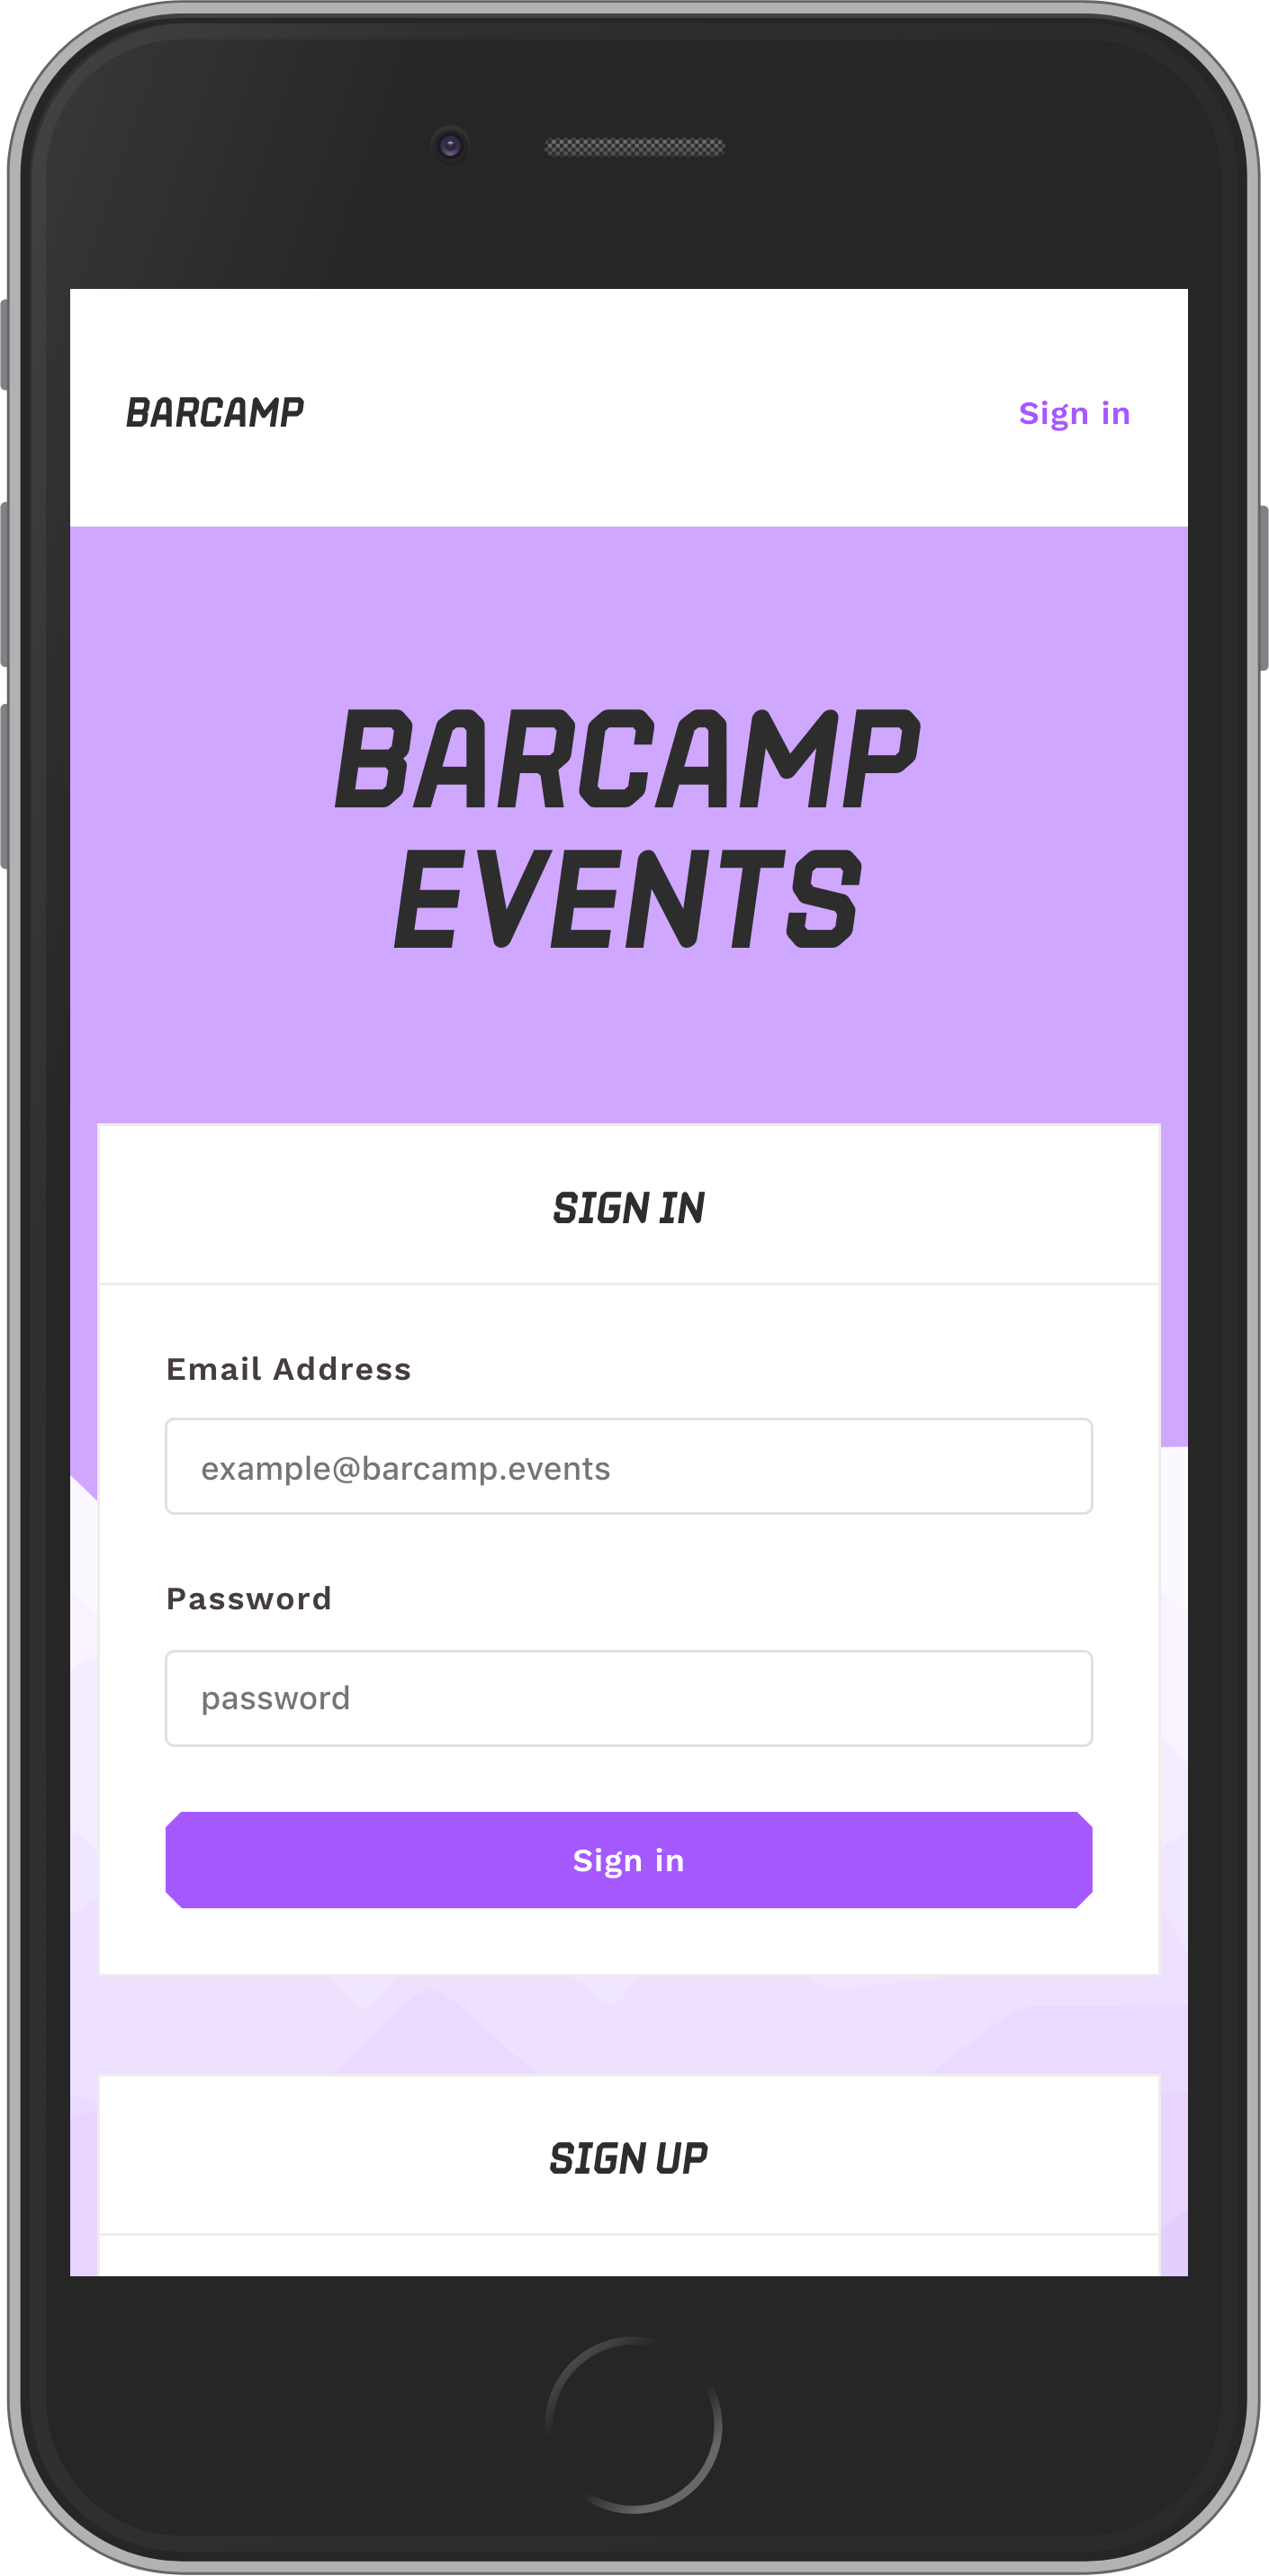 BARCAMP
Sign in
BARCAMP
EVENTS
SIGN IN
Email Address
example@barcamp.events
Password
password
Sign in
SIGN UP